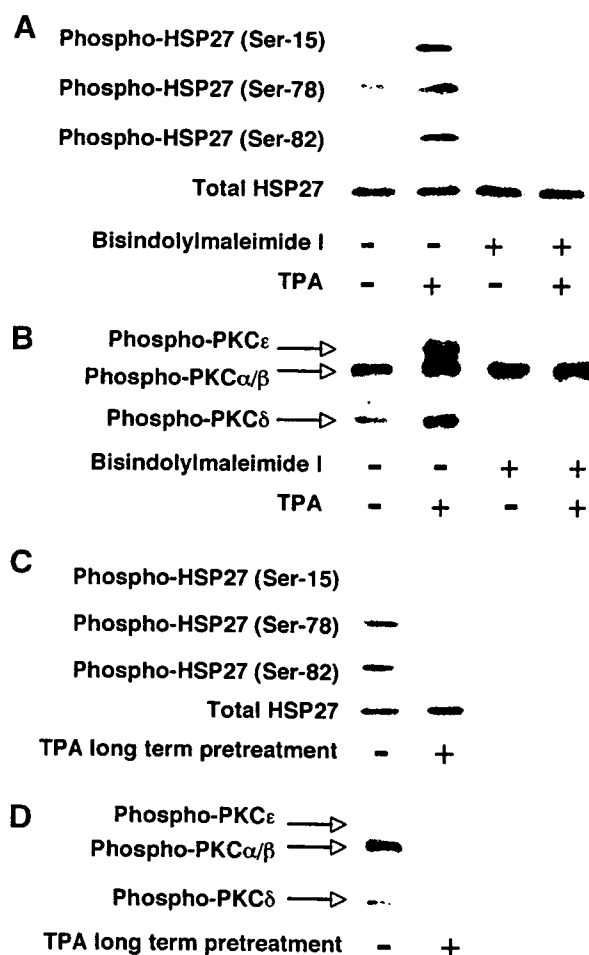 A
Phospho-HSP27 (Ser-15)
Phospho-HSP27 (Ser-78)
Phospho-HSP27 (Ser-82)
Total HSP27
Bisindolylmaleimide I - - + +
TPA - + - +
B
Phospho-PKCε
Phospho-PKCα/β
Phospho-PKCδ
Bisindolylmaleimide I - - + +
TPA - + - +
C
Phospho-HSP27 (Ser-15)
Phospho-HSP27 (Ser-78)
Phospho-HSP27 (Ser-82)
Total HSP27
TPA long term pretreatment - +
D
Phospho-PKCε
Phospho-PKCα/β
Phospho-PKCδ
TPA long term pretreatment - +